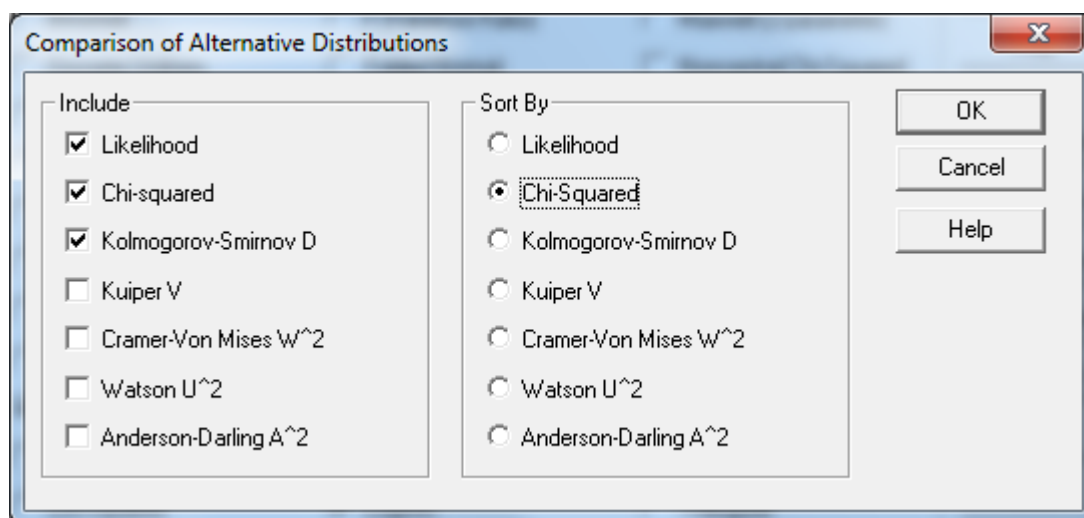 Comparison of Alternative Distributions
Include
Likelihood
Chi-squared
Kolmogorov-Smirnov D
Kuiper V
Cramer-Von Mises W^2
Watson U^2
Anderson-Darling A^2
Sort By
Likelihood
Chi-Squared
Kolmogorov-Smirnov D
Kuiper V
Cramer-Von Mises W^2
Watson U^2
Anderson-Darling A^2
OK
Cancel
Help